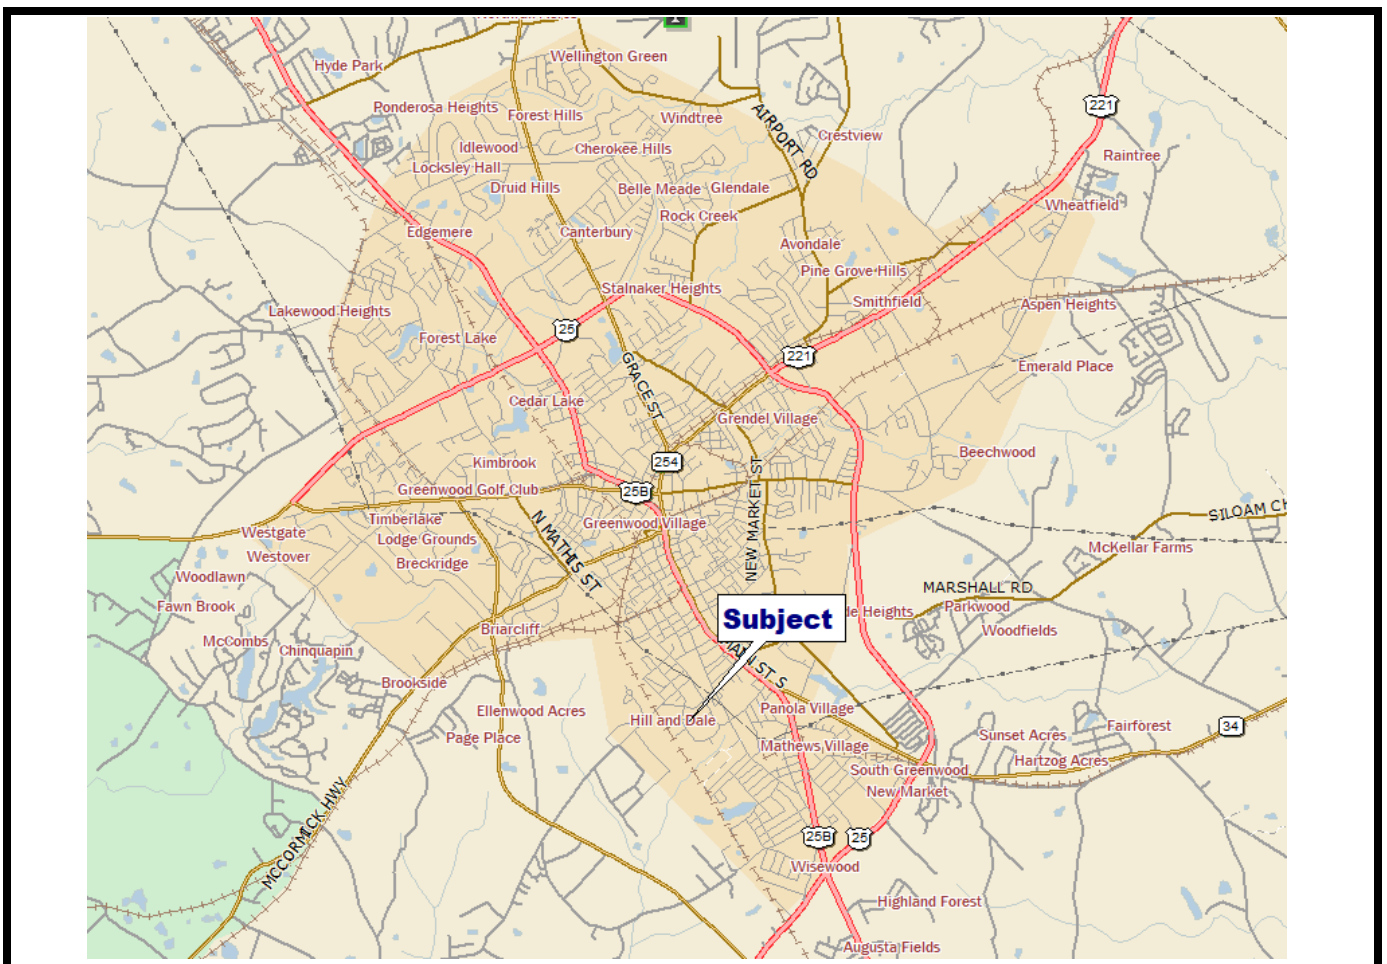 Hyde Park
Wellington Green
Ponderosa Heights
Forest Hills
Windtree
AIRPORT RD
221
Crestview
Idlewood
Cherokee Hills
Raintree
Locksley Hall
Druid Hills
Belle Meade
Glendale
Wheatfield
Rock Creek
Edgemere
Canterbury
Avondale
Pine Grove Hills
Stalnaker Heights
Smithfield
Aspen Heights
Lakewood Heights
25
Forest Lake
221
GRACE ST
Emerald Place
Cedar Lake
Grendel Village
Beechwood
254
Kimbrook
Greenwood Golf Club
25B
NEW MARKET ST
SILOAM CH
Timberlake
Greenwood Village
Westgate
Lodge Grounds
N MATHIS ST
McKellar Farms
Westover
Breckridge
Woodlawn
MARSHALL RD
Fawn Brook
Subject
de Heights
Parkwood
Woodfields
Briarcliff
McCombs
Chinquapin
MAIN ST S
Brookside
Ellenwood Acres
Hill and Dale
Panola Village
Fairforest
34
Page Place
Mathews Village
Sunset Acres
Hartzog Acres
South Greenwood
New Market
MCCORMICK HWY
25B
25
Wisewood
Highland Forest
Augusta Fields